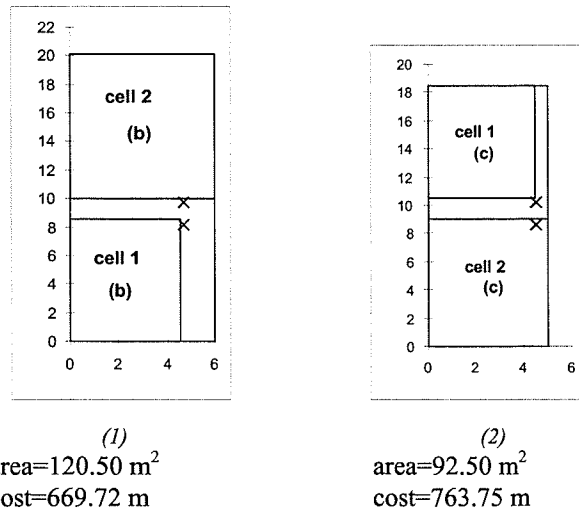 22
20
18
16
14
12
10
8
6
4
2
0
cell 2
(b)
cell 1
(b)
0 2 4 6
20
18
16
14
12
10
8
6
4
2
0
cell 1
(c)
cell 2
(c)
0 2 4 6
(1)
rea=120.50 m²
ost=669.72 m
(2)
area=92.50 m²
cost=763.75 m